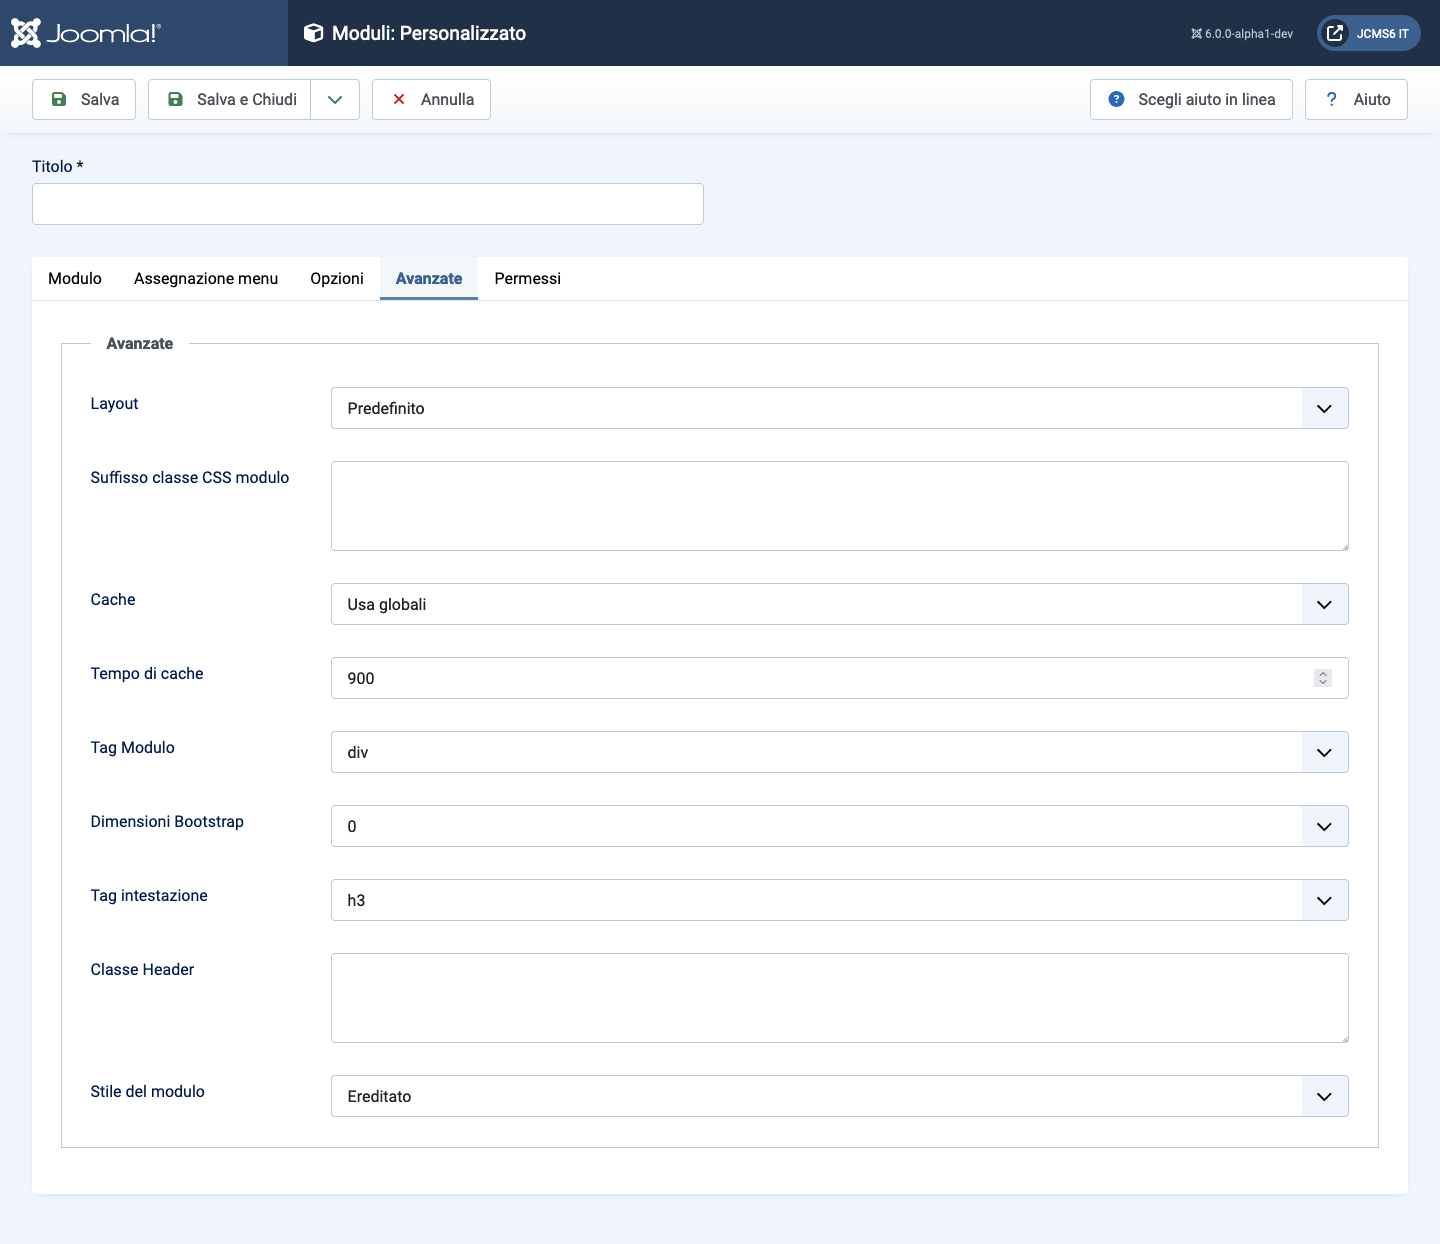 Joomla!®
Moduli: Personalizzato
6.0.0-alpha1-dev
JCMS6 IT
Salva
Salva e Chiudi
Annulla
Scegli aiuto in linea
? Aiuto
Titolo *
Modulo Assegnazione menu Opzioni Avanzate Permessi
Avanzate
Layout
Predefinito
Suffisso classe CSS modulo
Cache
Usa globali
Tempo di cache
900
Tag Modulo
div
Dimensioni Bootstrap
0
Tag intestazione
h3
Classe Header
Stile del modulo
Ereditato